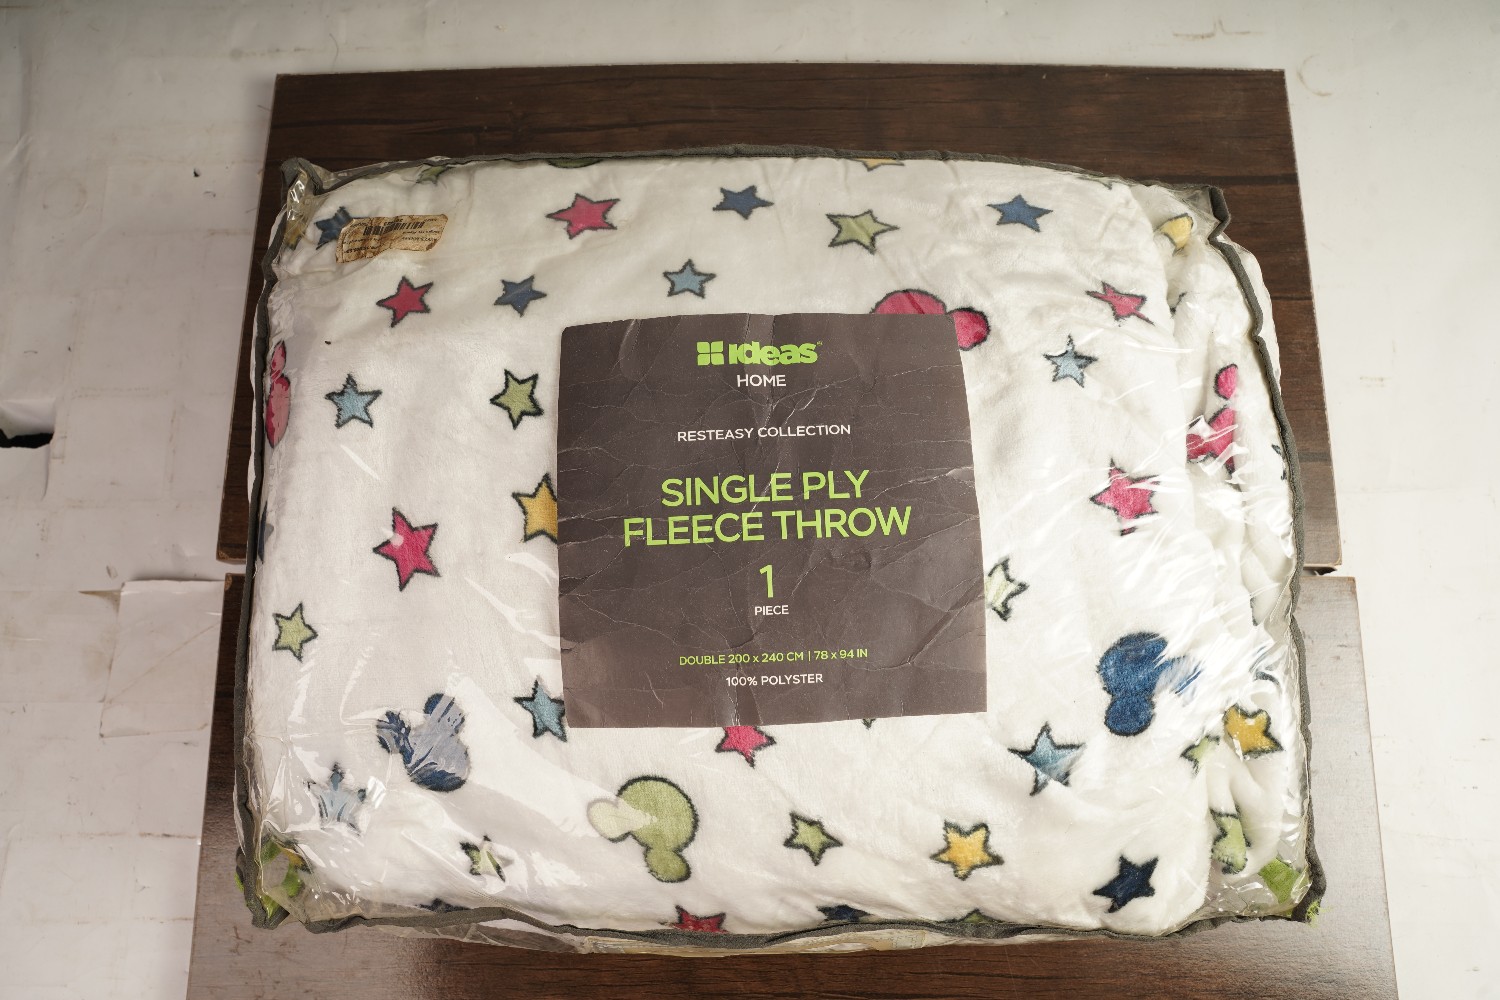 ideas
HOME
RESTEASY COLLECTION
SINGLE PLY
FLEECE THROW
1
PIECE
DOUBLE 200 x 240 CM | 78 x 94 IN
100% POLYSTER